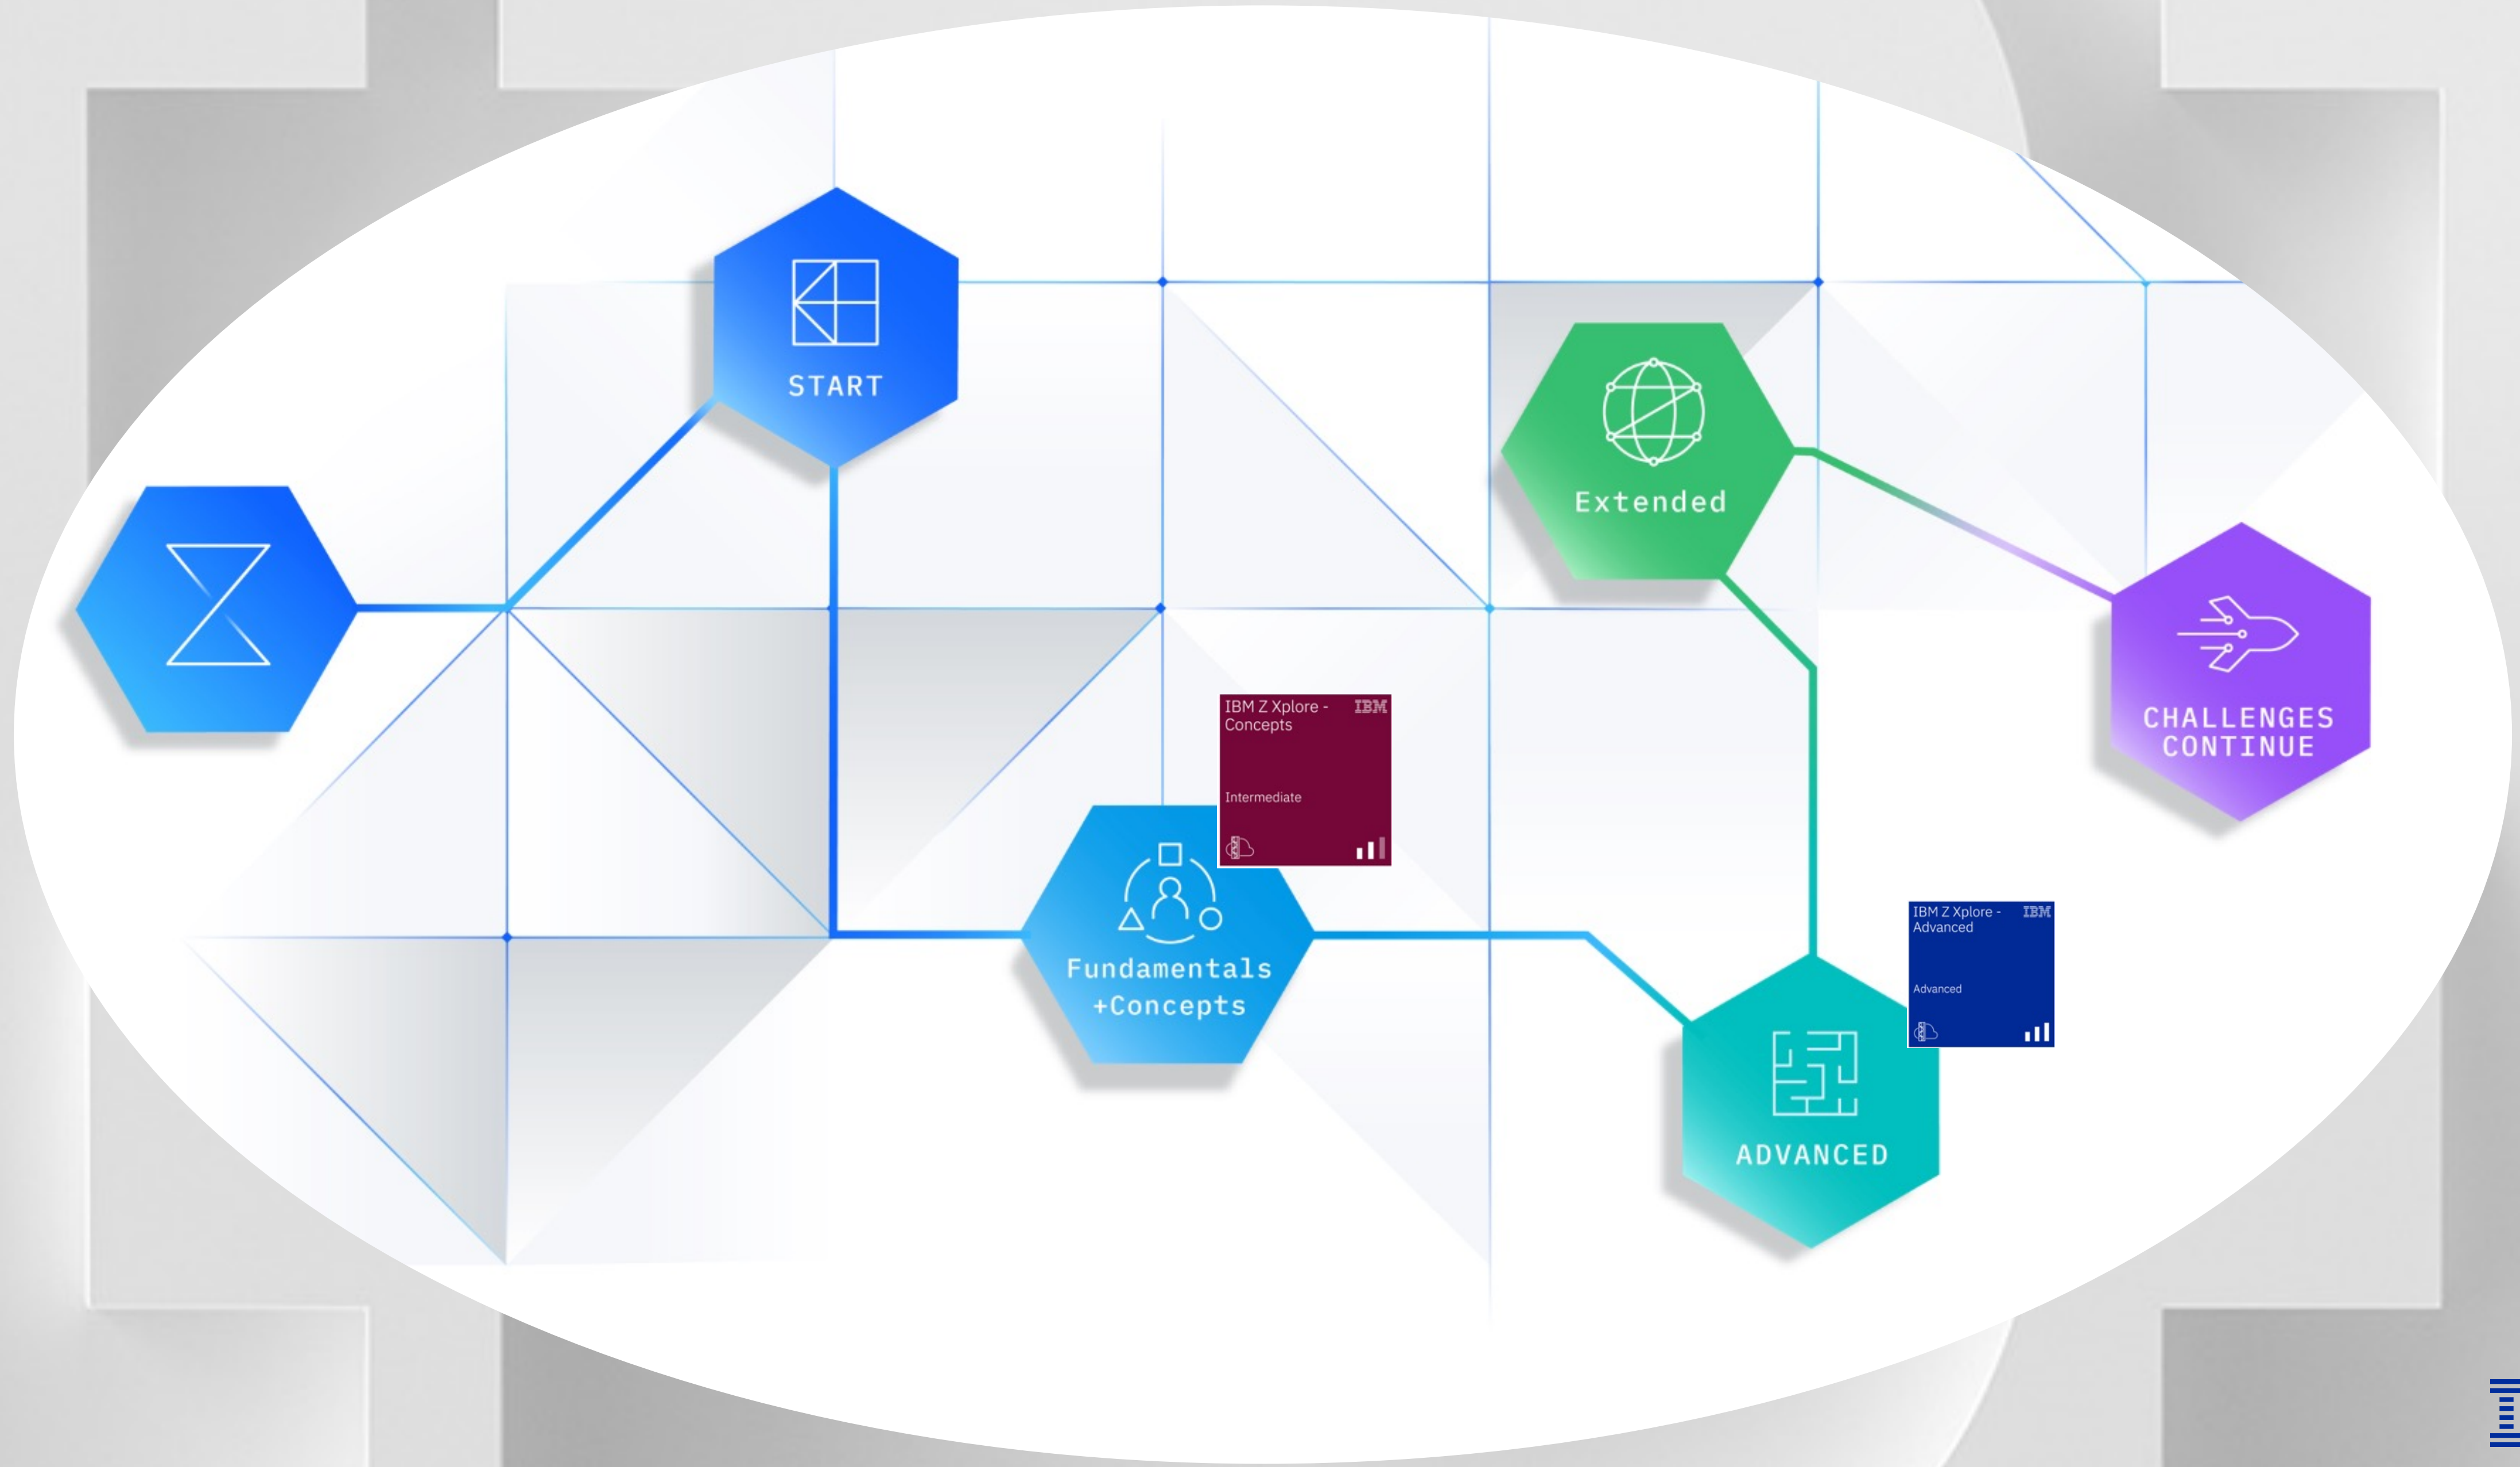 START
Extended
IBM Z Xplore -
Concepts
IBM
Intermediate
CHALLENGES
CONTINUE
Fundamentals
+Concepts
IBM Z Xplore -
Advanced
IBM
Advanced
ADVANCED